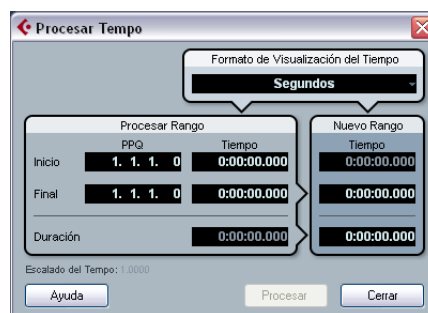 Procesar Tempo
Formato de Visualización del Tiempo
Segundos
Procesar Rango
Nuevo Rango
PPQ Tiempo Tiempo
Inicio 1. 1. 1. 0 0:00:00.000 0:00:00.000
Final 1. 1. 1. 0 0:00:00.000 0:00:00.000
Duración 0:00:00.000 0:00:00.000
Escalado del Tempo: 1.0000
Ayuda Procesar Cerrar